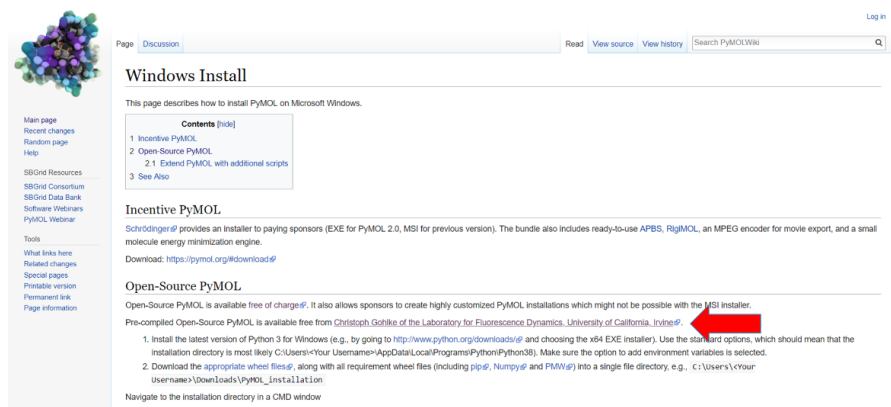 Log in
Page Discussion
Read View source View history Search PyMOLWiki
Windows Install
This page describes how to install PyMOL on Microsoft Windows.
Contents [hide]
1 Incentive PyMOL
2 Open-Source PyMOL
2.1 Extend PyMOL with additional scripts
3 See Also
Main page
Recent changes
Random page
Help
SBGrid Resources
SBGrid Consortium
SBGrid Data Bank
Software Webinars
PyMOL Webinar
Tools
What links here
Related changes
Special pages
Printable version
Permanent link
Page information
Incentive PyMOL
Schrödinger provides an installer to paying sponsors (EXE for PyMOL 2.0, MSI for previous version). The bundle also includes ready-to-use APBS, RigiMOL, an MPEG encoder for movie export, and a small
molecule energy minimization engine.
Download: https://pymol.org/#download
Open-Source PyMOL
Open-Source PyMOL is available free of charge. It also allows sponsors to create highly customized PyMOL installations which might not be possible with the MSI installer.
Pre-compiled Open-Source PyMOL is available free from Christoph Gohlke of the Laboratory for Fluorescence Dynamics, University of California, Irvine.
1. Install the latest version of Python 3 for Windows (e.g., by going to http://www.python.org/downloads/ and choosing the x64 EXE installer). Use the standard options, which should mean that the
installation directory is most likely C:\Users\<Your Username>\AppData\Local\Programs\Python\Python38). Make sure the option to add environment variables is selected.
2. Download the appropriate wheel files, along with all requirement wheel files (including pip, Numpy and PMW) into a single file directory, e.g., C:\Users\<Your
Username>\Downloads\PyMOL_installation
Navigate to the installation directory in a CMD window